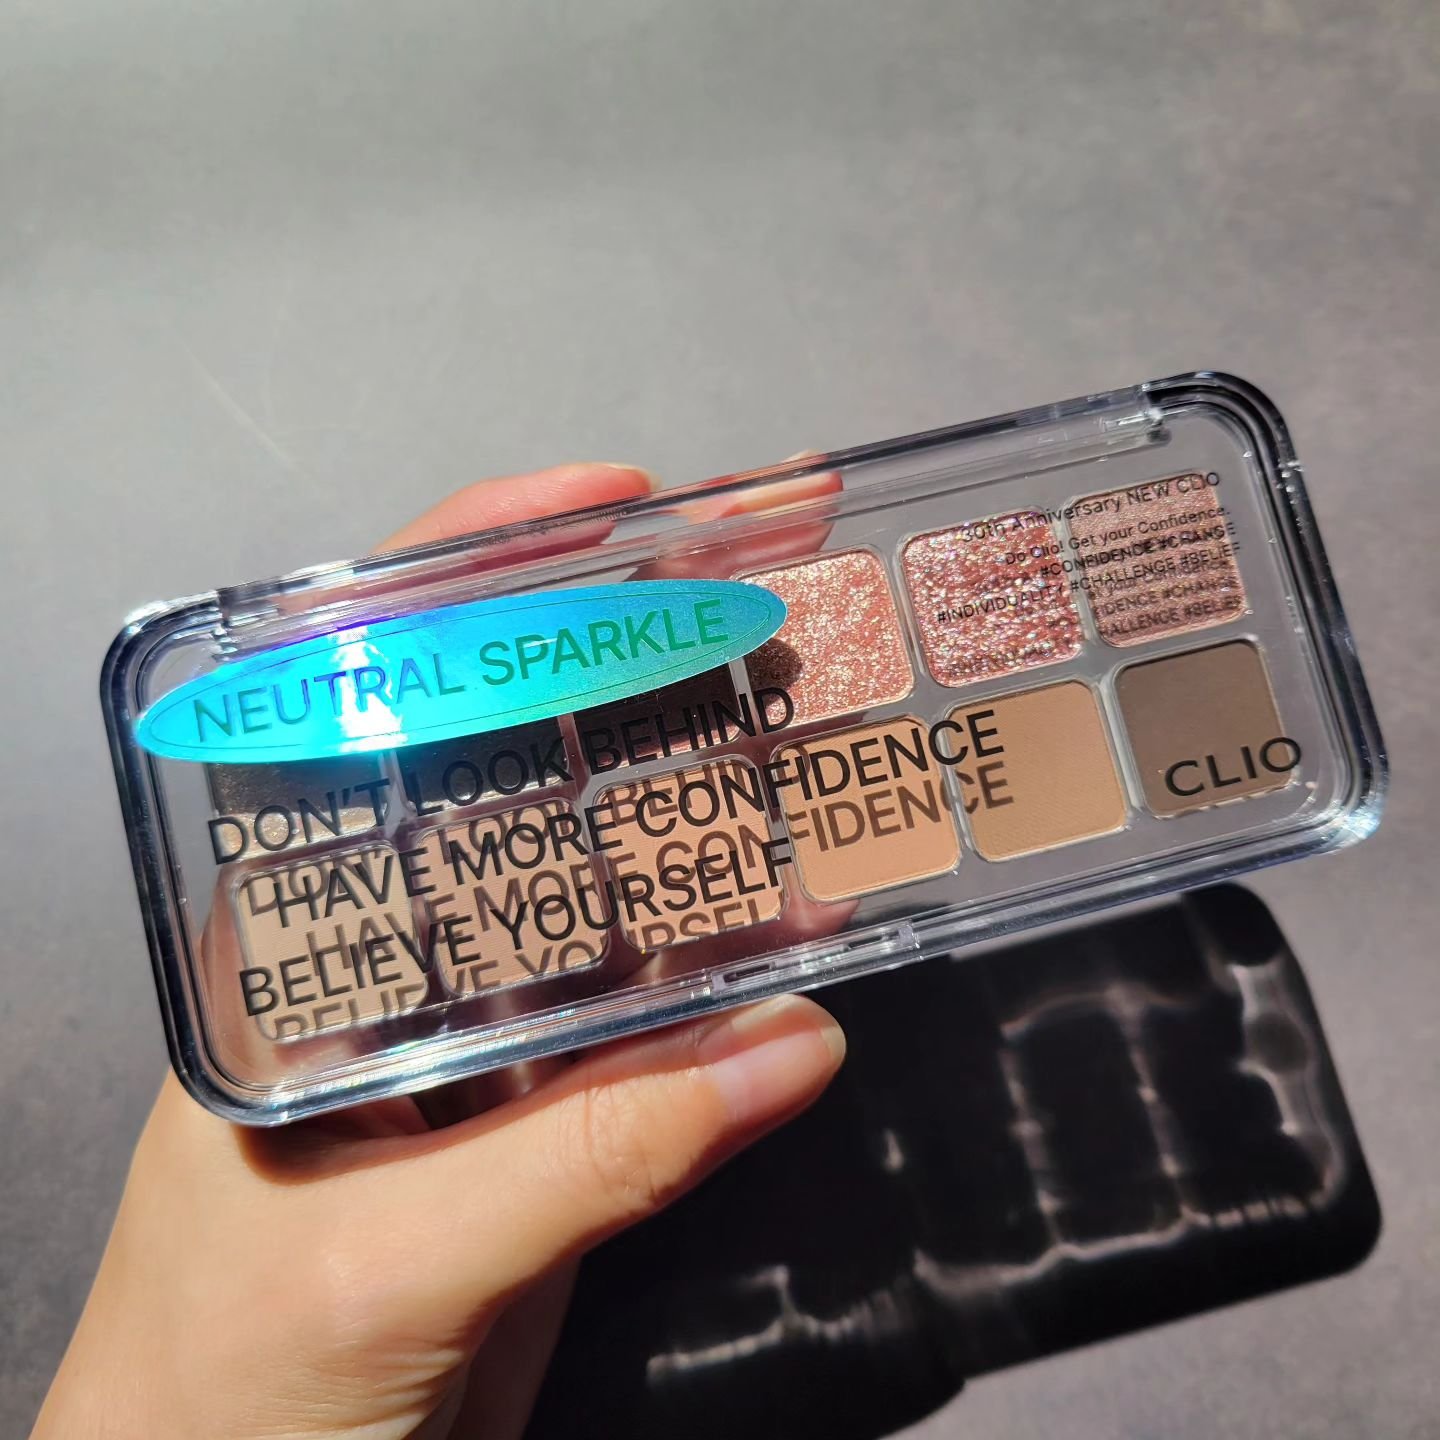 30th Anniversary NEW CLIO
Do Clio! Get your Confidence.
#CONFIDENCE #CHANGE
#INDIVIDUALITY #CHALLENGE #BELIEF
NEUTRAL SPARKLE
DON'T LOOK BEHIND
HAVE MORE CONFIDENCE
BELIEVE YOURSELF
CLIO